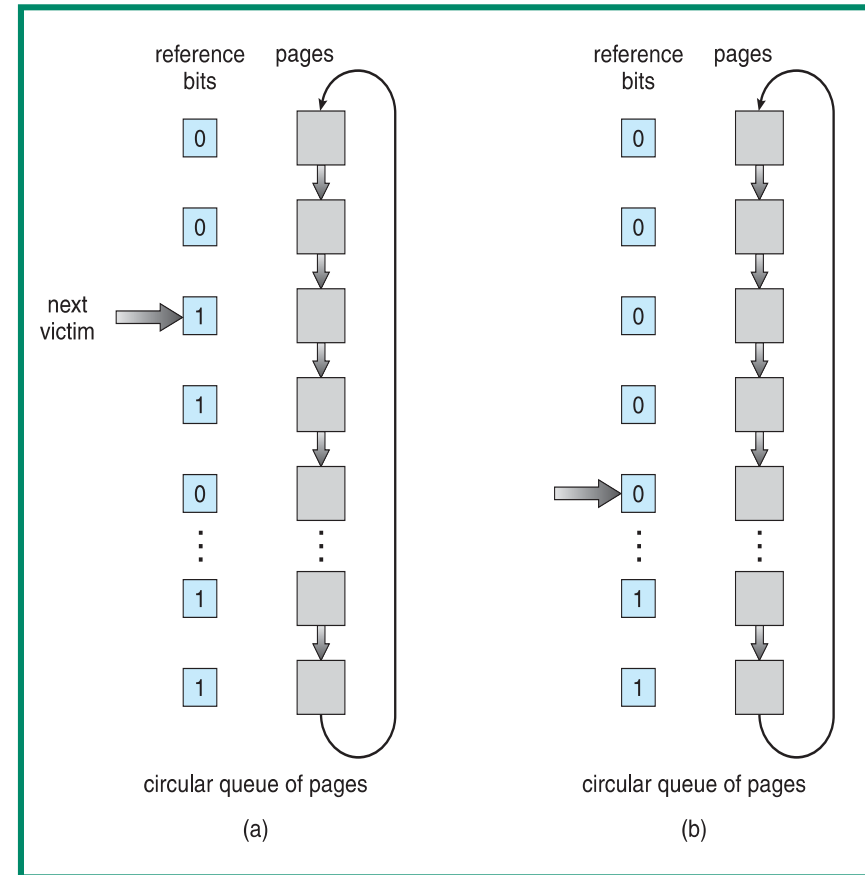 reference pages
bits
0
0
next
victim
1
1
0
1
1
circular queue of pages
(a)
reference pages
bits
0
0
0
0
0
1
1
circular queue of pages
(b)